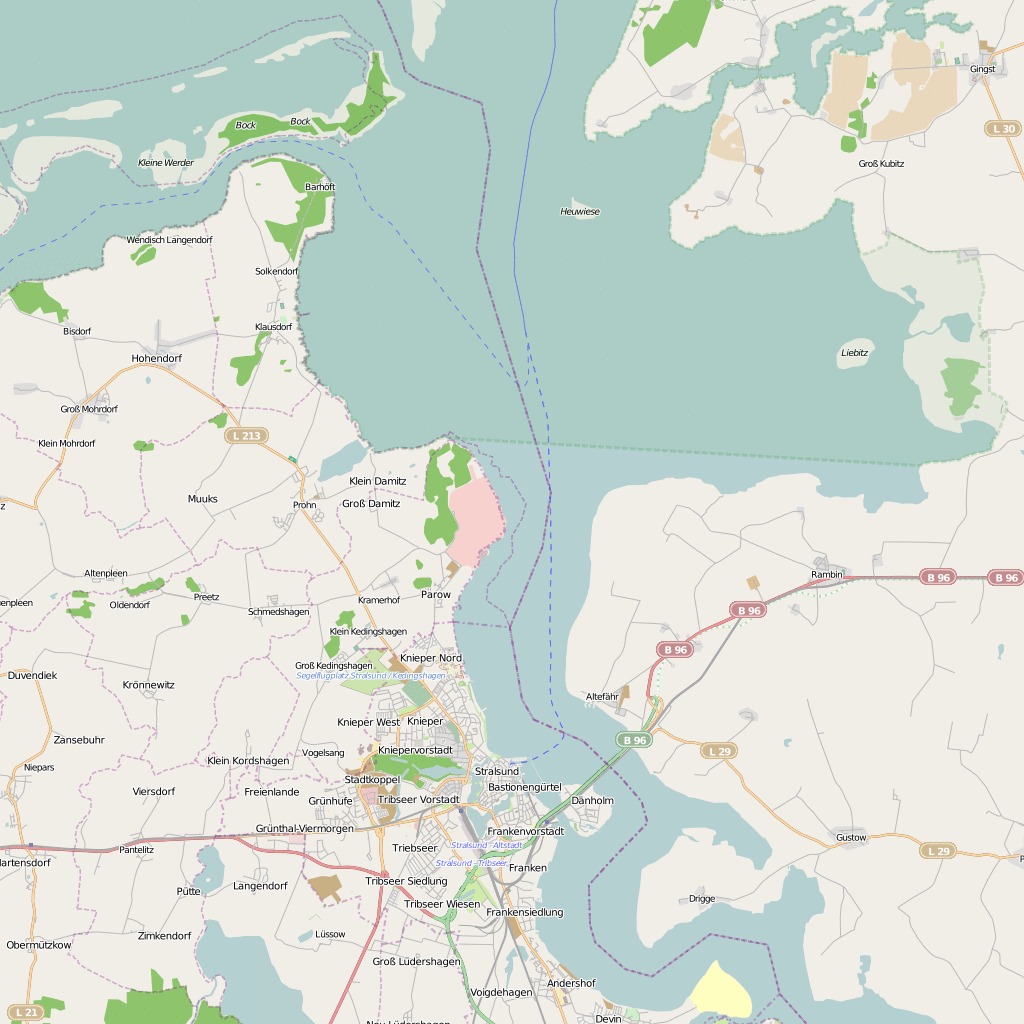 Gingst
L 30
Bock
Bock
Kleine Werder
Groß Kubitz
Barhöft
Heuwiese
Wendisch Langendorf
Solkendorf
Klausdorf
Bisdorf
Liebitz
Hohendorf
Groß Mohrdorf
L 213
Klein Mohrdorf
Klein Damitz
Muuks
Groß Damitz
Prohn
z
Altenpleen
Rambin
B 96
B 96
enpleen
Oldendorf
Preetz
Parow
Kramerhof
Schmedshagen
B 96
Klein Kedingshagen
B 96
Knieper Nord
Groß Kedingshagen
Duvendiek
Segelflugplatz Stralsund / Kedingshagen
Krönnewitz
Altefähr
Knieper West
Knieper
Zansebuhr
B 96
Vogelsang
Kniepervorstadt
L 29
Klein Kordshagen
Niepars
Stralsund
Stadtkoppel
Viersdorf
Freienlande
Bastionengürtel
Grünhufe
Tribseer Vorstadt
Dänholm
Grünthal-Viermorgen
Frankenvorstadt
Gustow
Pantelitz
Triebseer
Stralsund -Altstadt
L 29
Martensdorf
Stralsund -Tribseer
Franken
P
Tribseer Siedlung
Langendorf
Pütte
Drigge
Tribseer Wiesen
Frankensiedlung
Zimkendorf
Lüssow
Obermützkow
Groß Lüdershagen
Andershof
Voigdehagen
L 21
Devin
Neu Lüdershagen